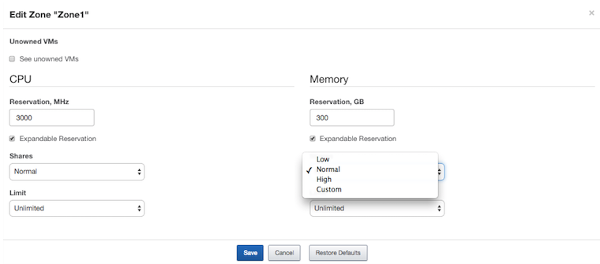 Edit Zone "Zone1"
×
Unowned VMs
See unowned VMs
CPU
Reservation, MHz
3000
Expandable Reservation
Shares
Normal
Limit
Unlimited
Memory
Reservation, GB
300
Expandable Reservation
Low
✓ Normal
High
Custom
Unlimited
Save Cancel Restore Defaults